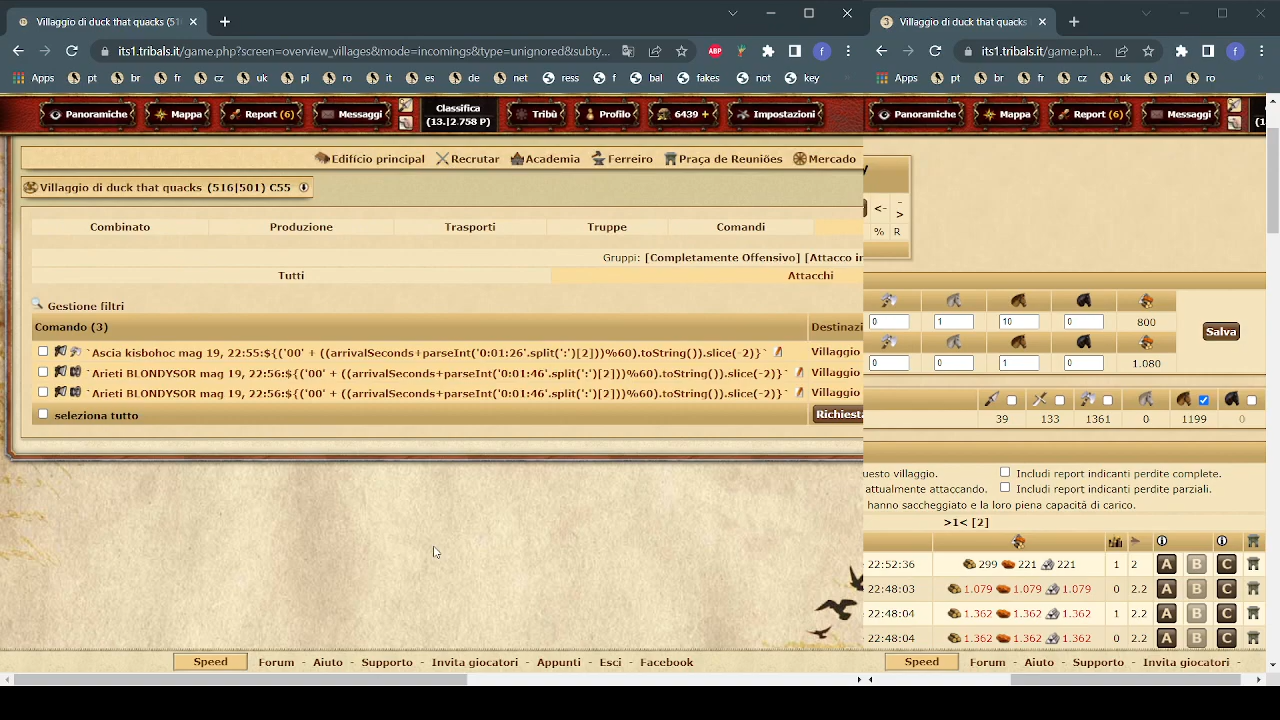 Villaggio di duck that quacks (51
Villaggio di duck that quacks
its1.tribals.it/game.php?screen=overview_villages&mode=incomings&type=unignored&subty...
its1.tribals.it/game.ph...
Apps pt br fr cz uk pl ro it es de net ress f bal fakes not key
Apps pt br fr cz uk pl ro
Panoramiche Mappa Report (6) Messaggi Classifica (13.|2.758 P) Tribù Profilo 6439 + Impostazioni
Panoramiche Mappa Report (6) Messaggi
Edifício principal Recrutar Academia Ferreiro Praça de Reuniões Mercado
Villaggio di duck that quacks (516|501) C55
Combinato Produzione Trasporti Truppe Comandi
Gruppi: [Completamente Offensivo] [Attacco in
Tutti Attacchi
Gestione filtri
Comando (3) Destinazi
`Ascia kisbohoc mag 19, 22:55:${('00' + ((arrivalSeconds+parseInt('0:01:26'.split(':')[2]))%60).toString()).slice(-2)}` Villaggio
`Arieti BLONDYSOR mag 19, 22:56:${('00' + ((arrivalSeconds+parseInt('0:01:46'.split(':')[2]))%60).toString()).slice(-2)}` Villaggio
`Arieti BLONDYSOR mag 19, 22:56:${('00' + ((arrivalSeconds+parseInt('0:01:46'.split(':')[2]))%60).toString()).slice(-2)}` Villaggio
seleziona tutto Richiesta
Speed Forum - Aiuto - Supporto - Invita giocatori - Appunti - Esci - Facebook
<- ->
% R
0 1 10 0 800
Salva
0 0 1 0 1.080
39 133 1361 0 1199 0
uesto villaggio. Includi report indicanti perdite complete.
attualmente attaccando. Includi report indicanti perdite parziali.
hanno saccheggiato e la loro piena capacità di carico.
>1< [2]
22:52:36 299 221 221 1 2 A B C
22:48:03 1.079 1.079 1.079 0 2.2 A B C
22:48:04 1.362 1.362 1.362 1 2.2 A B C
22:48:04 1.362 1.362 1.362 0 2.2 A B C
Speed Forum - Aiuto - Supporto - Invita giocatori -